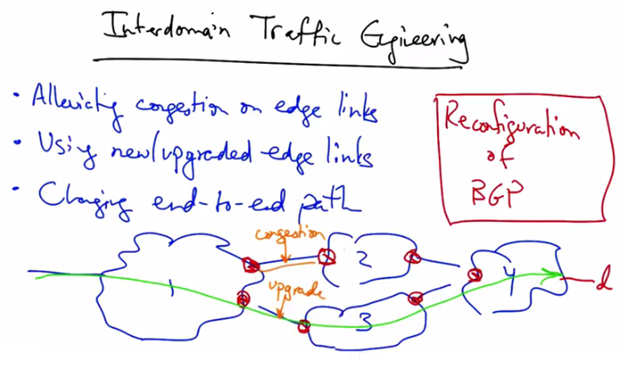 Interdomain Traffic Engineering
• Alleviating congestion on edge links
• Using new/upgraded edge links
• Changing end-to-end path
Reconfiguration
of
BGP
congestion
upgrade
1
2
3
4
d